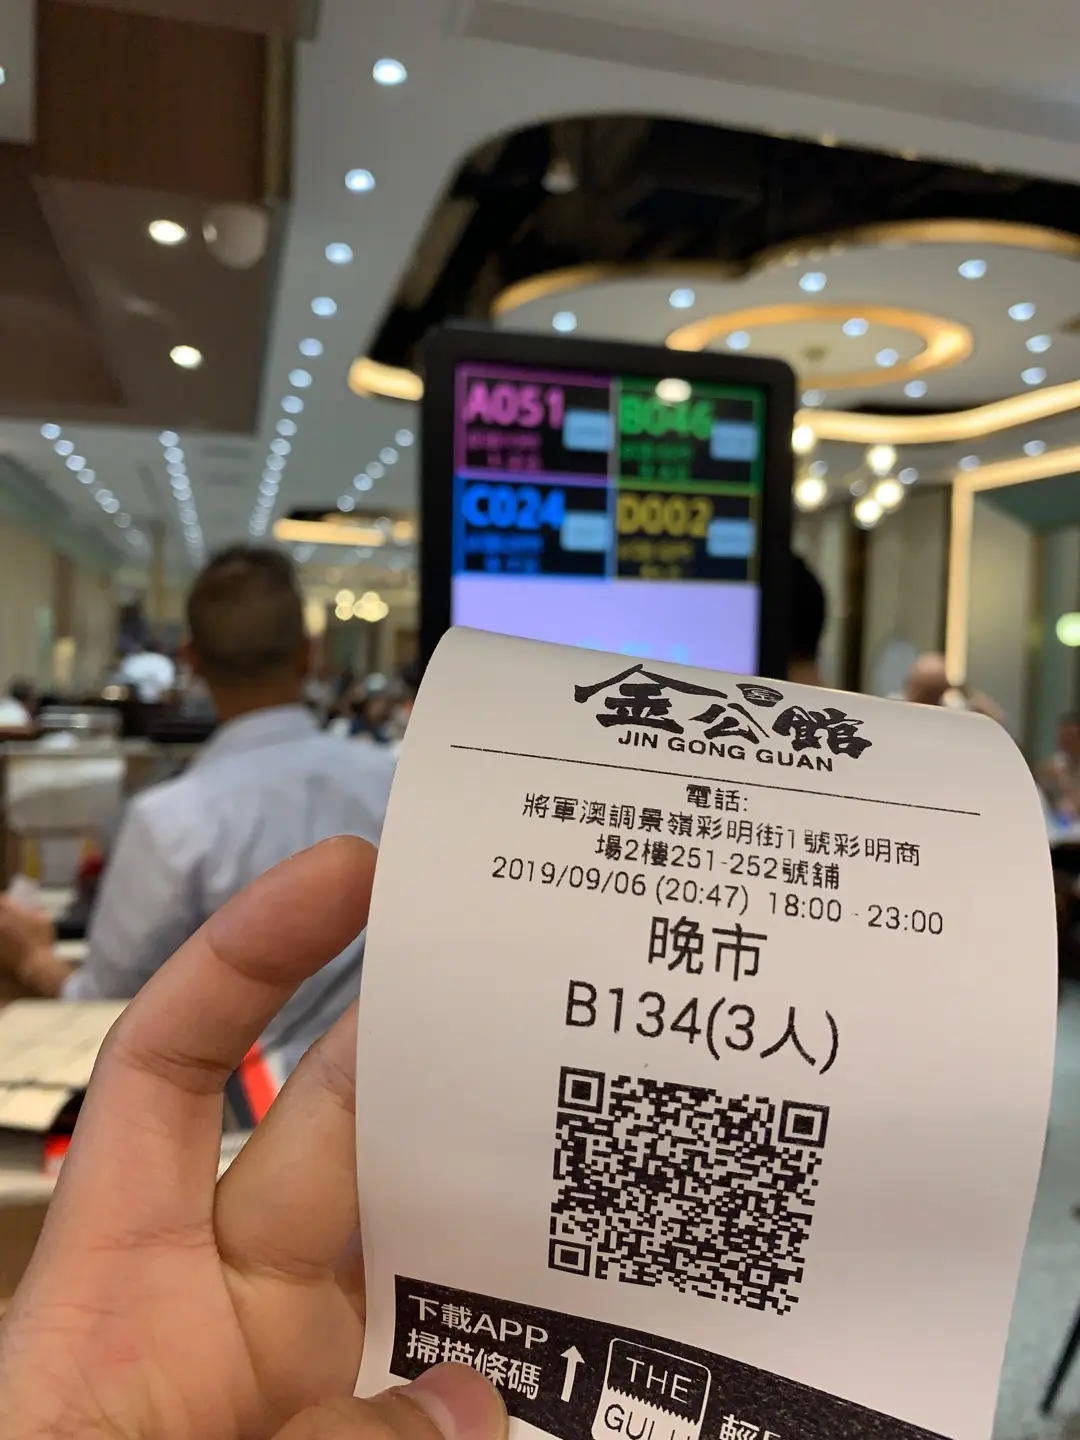 A051
B046
C024
D002
金公館
JIN GONG GUAN
電話:
將軍澳調景嶺彩明街1號彩明商
場2樓251-252號舖
2019/09/06 (20:47) 18:00 - 23:00
晚市
B134(3人)
下載APP
掃描條碼
THE
GULU
輕